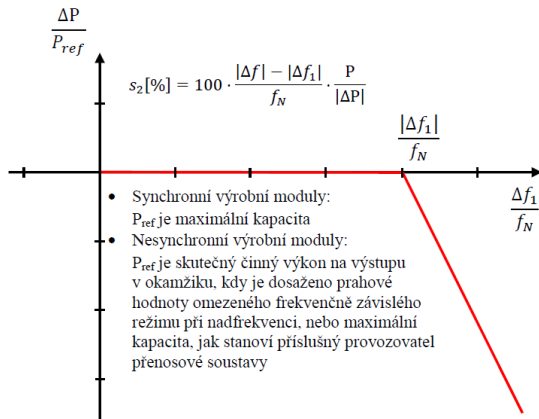 ΔP
P_ref
s₂[%] = 100 · (|Δf| − |Δf₁|)/f_N · P/|ΔP|
|Δf₁|
f_N
Δf₁
f_N
• Synchronní výrobní moduly:
P_ref je maximální kapacita
• Nesynchronní výrobní moduly:
P_ref je skutečný činný výkon na výstupu
v okamžiku, kdy je dosaženo prahové
hodnoty omezeného frekvenčně závislého
režimu při nadfrekvenci, nebo maximální
kapacita, jak stanoví příslušný provozovatel
přenosové soustavy